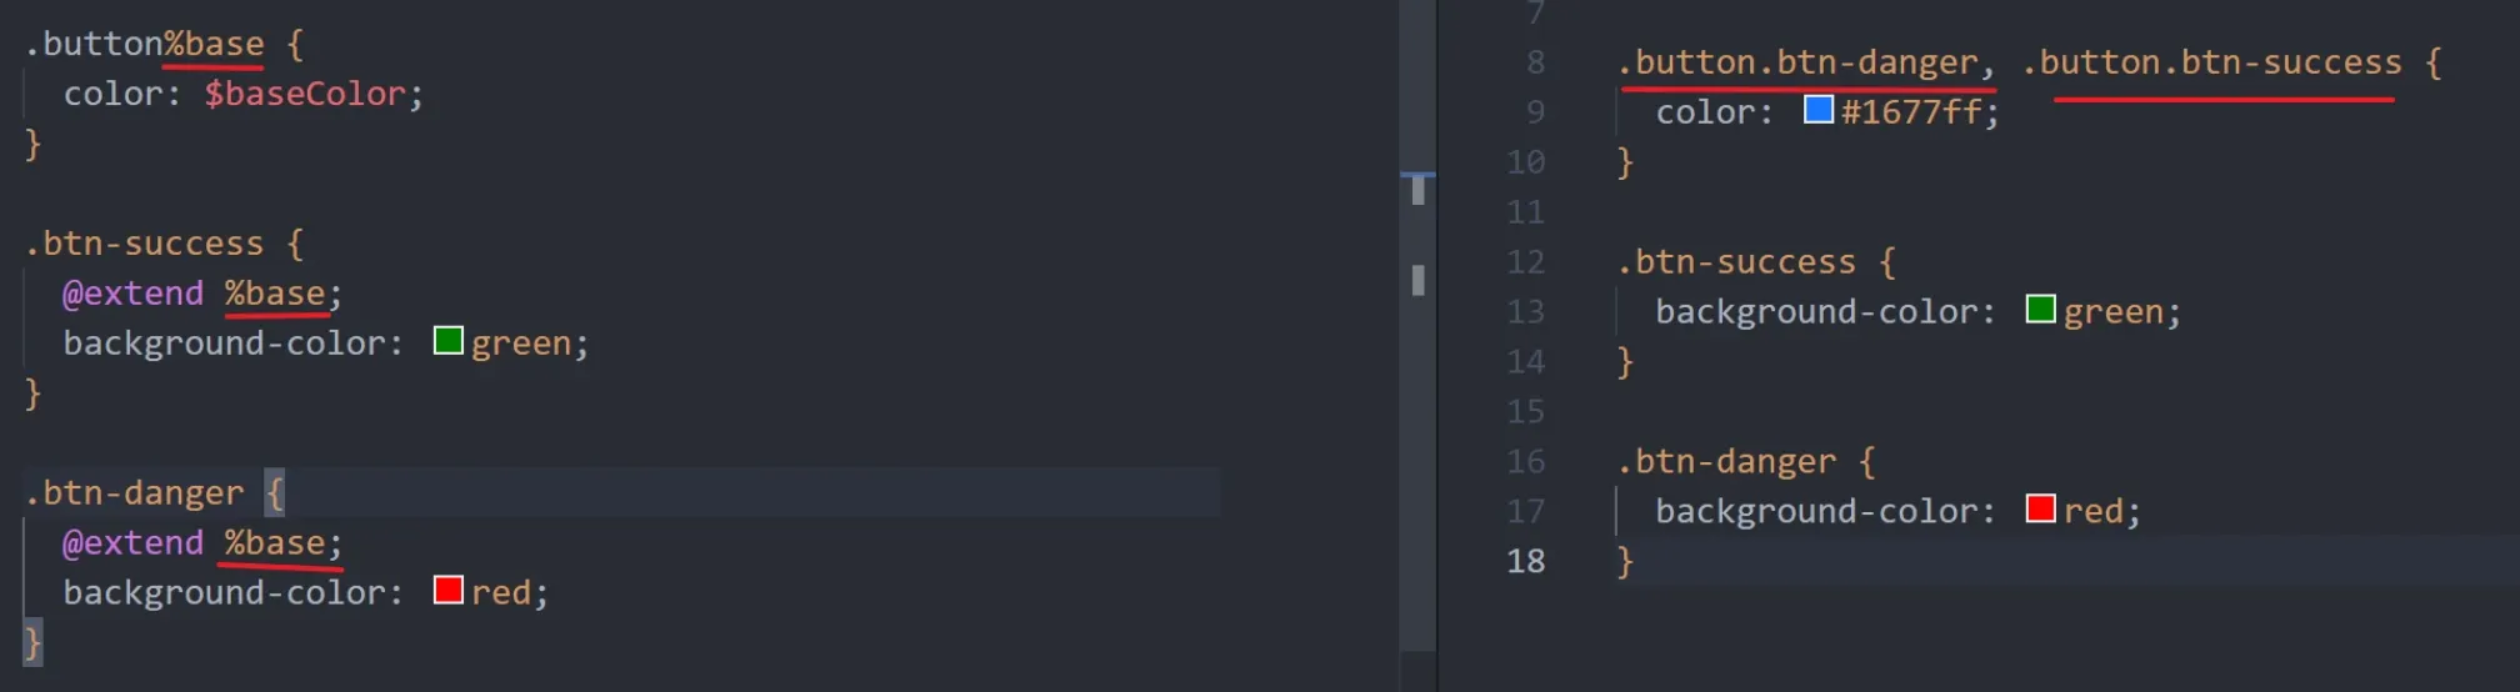 .button%base {
color: $baseColor;
}
.btn-success {
@extend %base;
background-color: green;
}
.btn-danger {
@extend %base;
background-color: red;
}
7
8 .button.btn-danger, .button.btn-success {
9 color: #1677ff;
10 }
11
12 .btn-success {
13 background-color: green;
14 }
15
16 .btn-danger {
17 background-color: red;
18 }